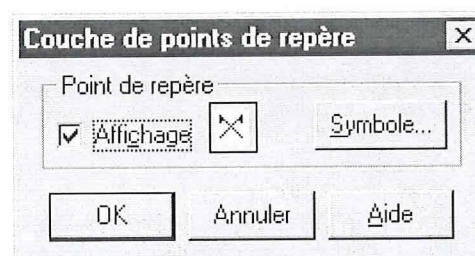 Couche de points de repère
Point de repère
Affichage
Symbole...
OK
Annuler
Aide